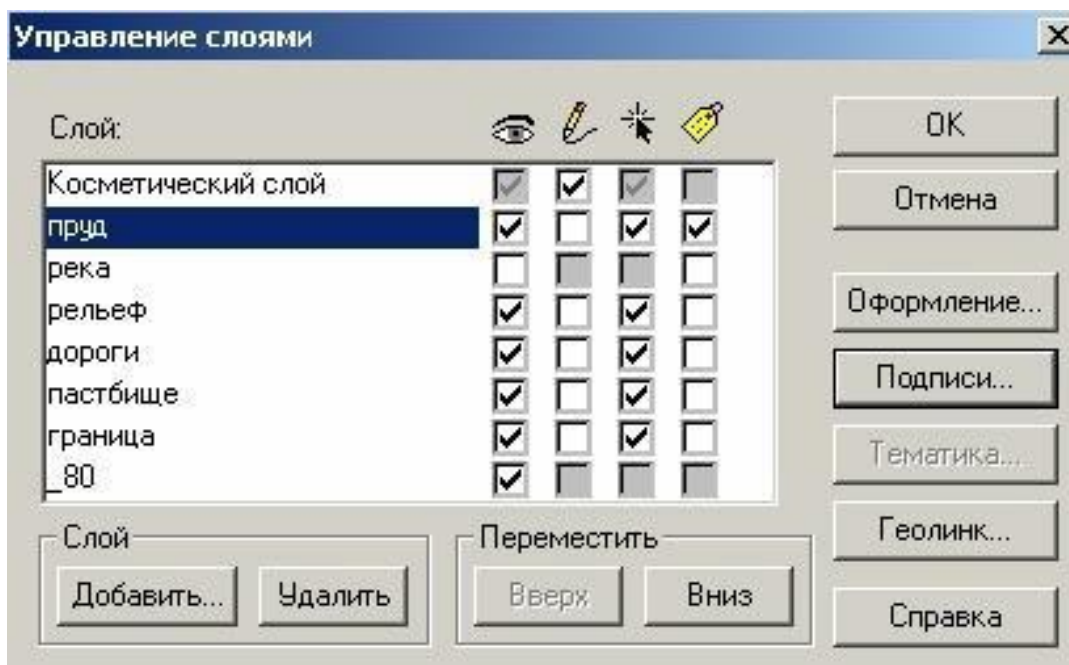 Управление слоями
Слой:
Косметический слой
пруд
река
рельеф
дороги
пастбище
граница
_80
OK
Отмена
Оформление...
Подписи...
Тематика...
Геолинк...
Справка
Слой
Добавить...
Удалить
Переместить
Вверх
Вниз